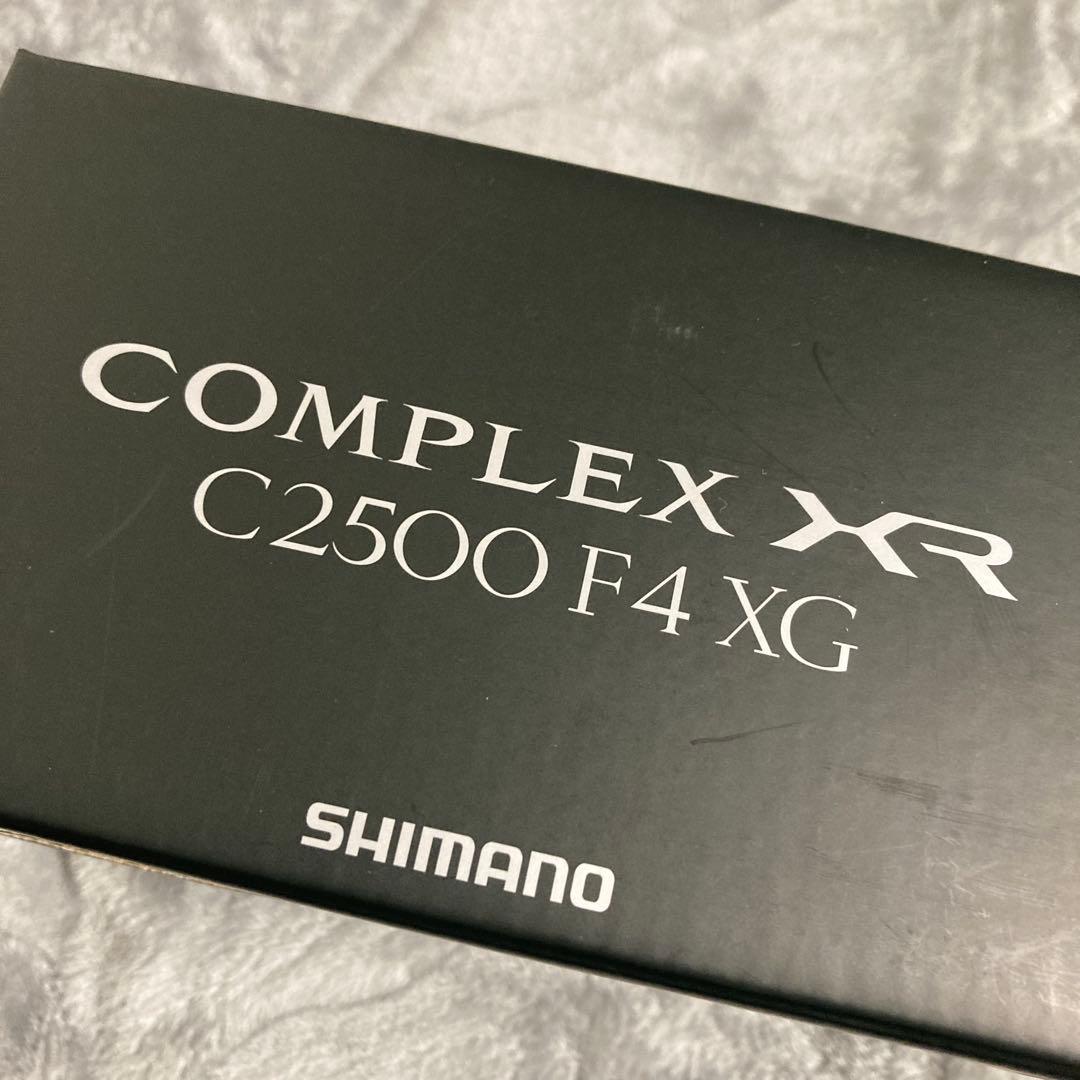 COMPLEX XR
C2500 F4 XG
SHIMANO